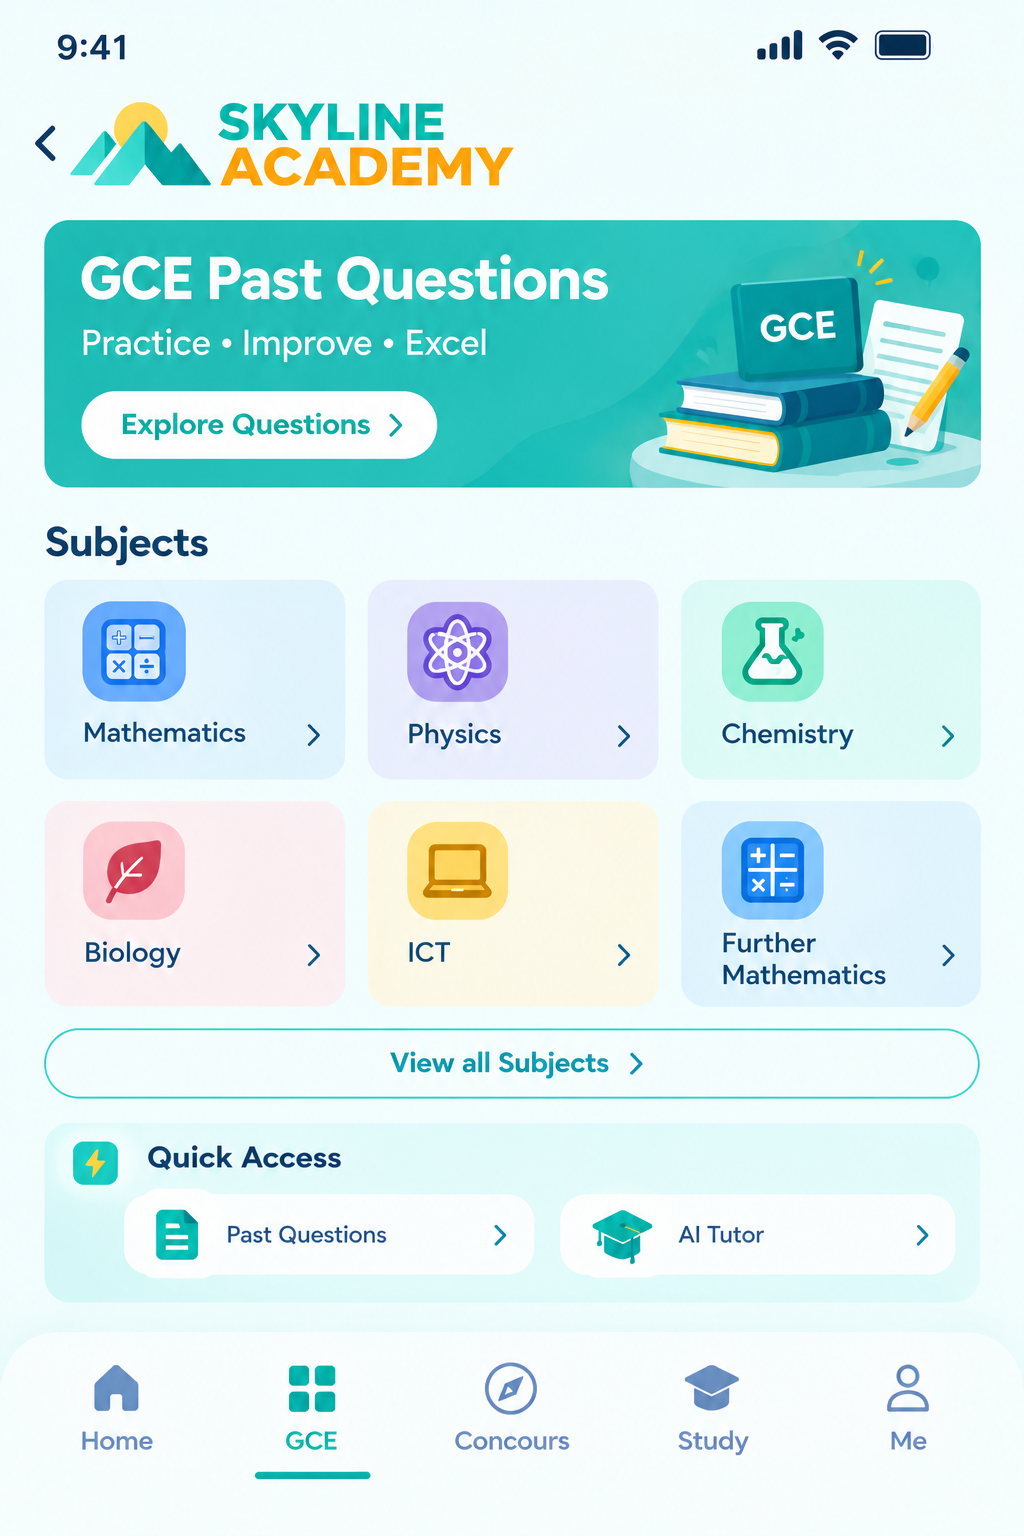 9:41
SKYLINE
ACADEMY
GCE Past Questions
Practice • Improve • Excel
Explore Questions
GCE
Subjects
Mathematics
Physics
Chemistry
Biology
ICT
Further
Mathematics
View all Subjects
Quick Access
Past Questions
AI Tutor
Home
GCE
Concours
Study
Me